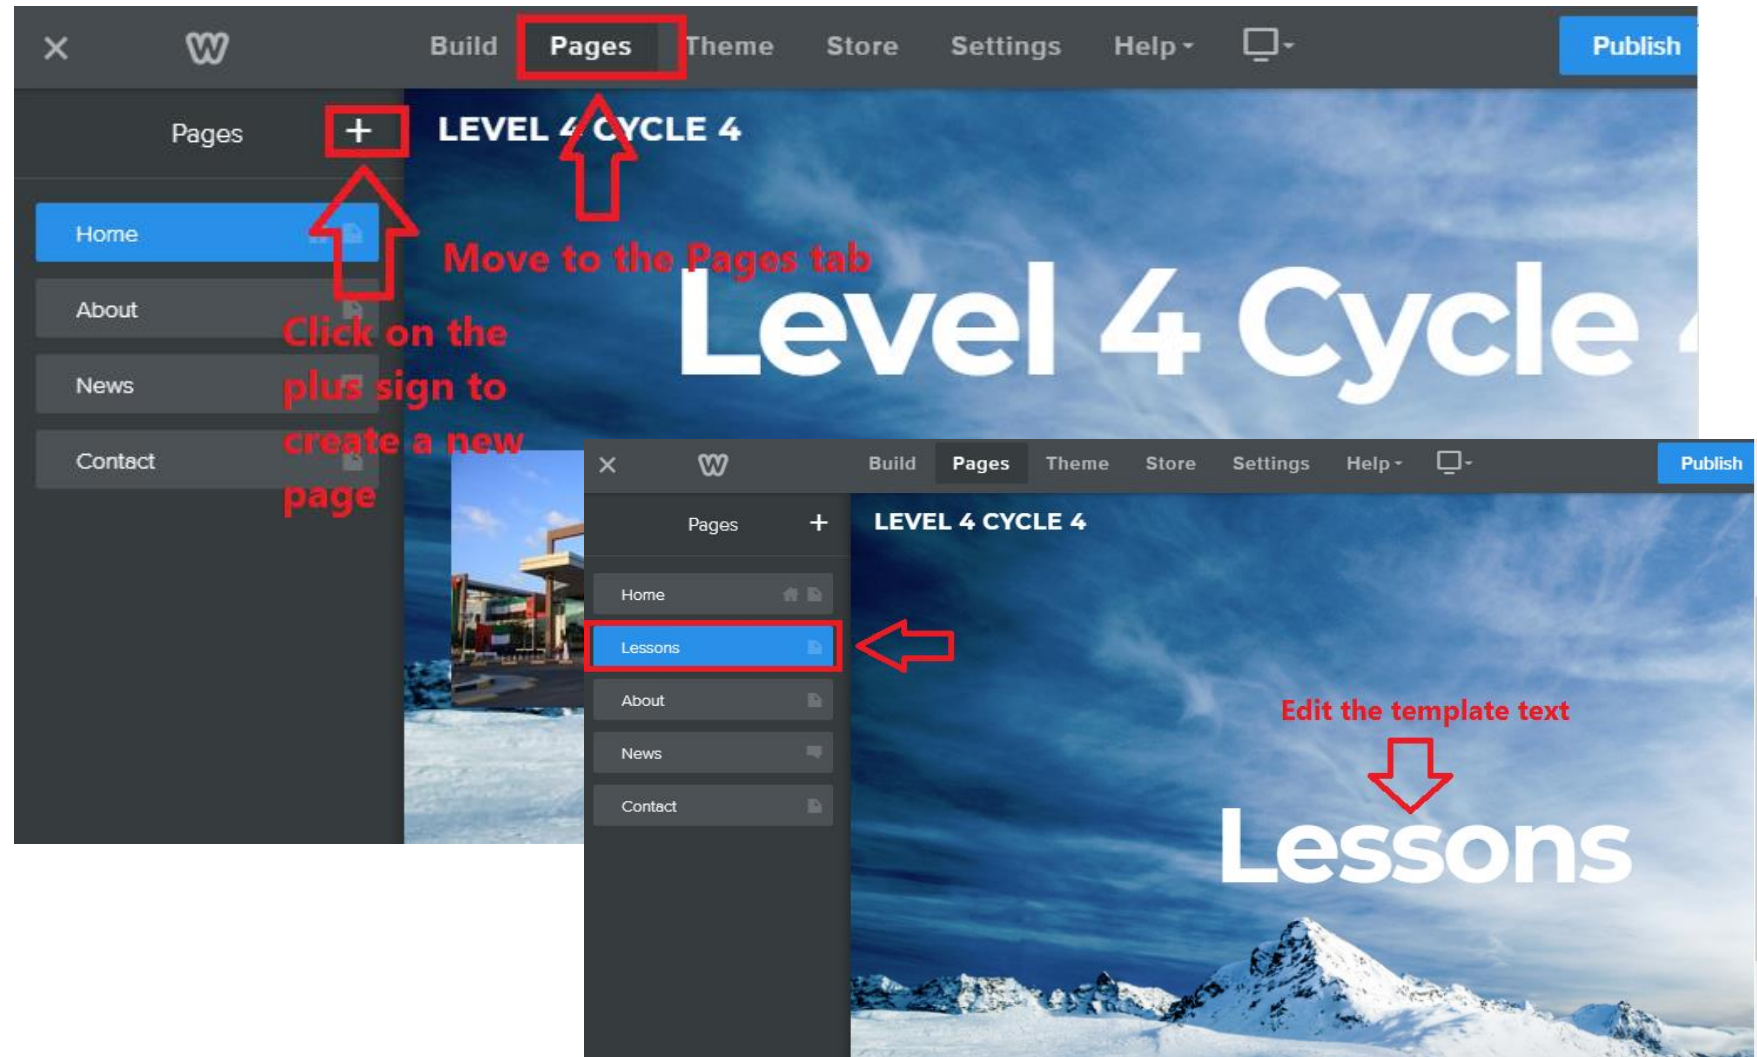 Build Pages Theme Store Settings Help Publish
Pages +
LEVEL 4 CYCLE 4
Home
About
News
Contact
Move to the Pages tab
Click on the
plus sign to
create a new
page
Level 4 Cycle 4
Build Pages Theme Store Settings Help Publish
Pages +
LEVEL 4 CYCLE 4
Home
Lessons
About
News
Contact
Edit the template text
Lessons